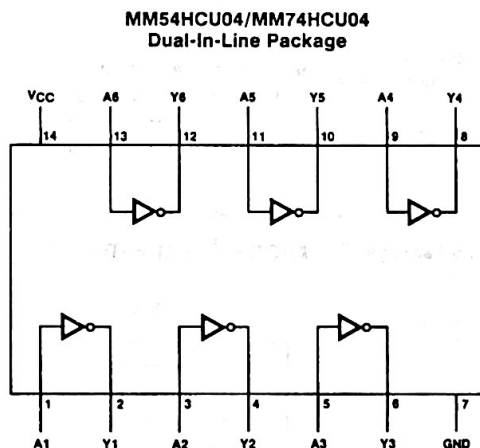 MM54HCU04/MM74HCU04
Dual-In-Line Package
VCC A6 Y6 A5 Y5 A4 Y4
14 13 12 11 10 9 8
1 2 3 4 5 6 7
A1 Y1 A2 Y2 A3 Y3 GND